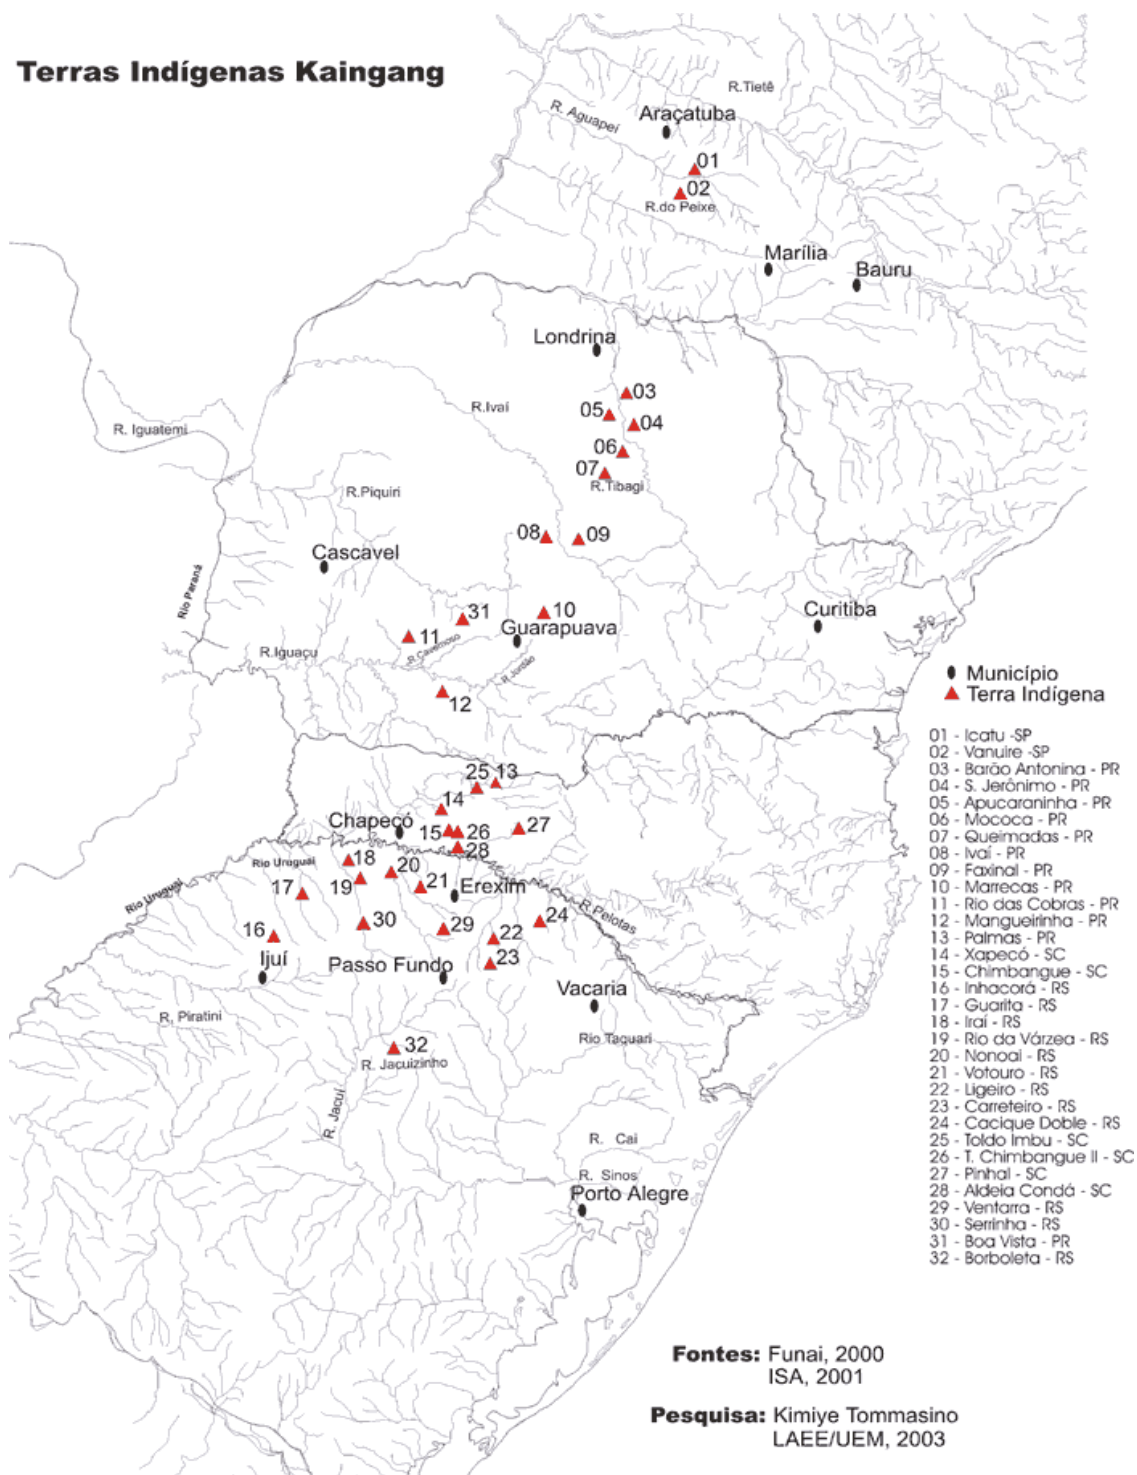 Terras Indígenas Kaingang
R.Tietê
R. Aguapeí
Araçatuba
01
02
R.do Peixe
Marília
Bauru
Londrina
03
R.Ivaí
05
04
R. Iguatemi
06
07
R.Tibagi
R.Piquiri
08
09
Cascavel
Rio Paraná
31
10
Curitiba
Guarapuava
11
R.Cavernoso
R.Iguaçu
R.Jordão
12
Município
Terra Indígena
01 - Icatu -SP
02 - Vanuire -SP
03 - Barão Antonina - PR
04 - S. Jerônimo - PR
05 - Apucaraninha - PR
06 - Mococa - PR
07 - Queimadas - PR
08 - Ivaí - PR
09 - Faxinal - PR
10 - Marrecas - PR
11 - Rio das Cobras - PR
12 - Mangueirinha - PR
13 - Palmas - PR
14 - Xapecó - SC
15 - Chimbangue - SC
16 - Inhacorá - RS
17 - Guarita - RS
18 - Iraí - RS
19 - Rio da Várzea - RS
20 - Nonoai - RS
21 - Votouro - RS
22 - Ligeiro - RS
23 - Carreteiro - RS
24 - Cacique Doble - RS
25 - Toldo Imbu - SC
26 - T. Chimbangue II - SC
27 - Pinhal - SC
28 - Aldeia Condá - SC
29 - Ventarra - RS
30 - Serrinha - RS
31 - Boa Vista - PR
32 - Borboleta - RS
25
13
14
Chapecó
15
26
27
28
Rio Uruguai
18
20
Rio Uruguai
19
21
Erexim
17
R.Pelotas
30
29
24
16
22
Ijuí
Passo Fundo
23
Vacaria
R. Piratini
Rio Taquari
32
R. Jacuizinho
R. Jacuí
R. Cai
R. Sinos
Porto Alegre
Fontes: Funai, 2000
ISA, 2001
Pesquisa: Kimiye Tommasino
LAEE/UEM, 2003